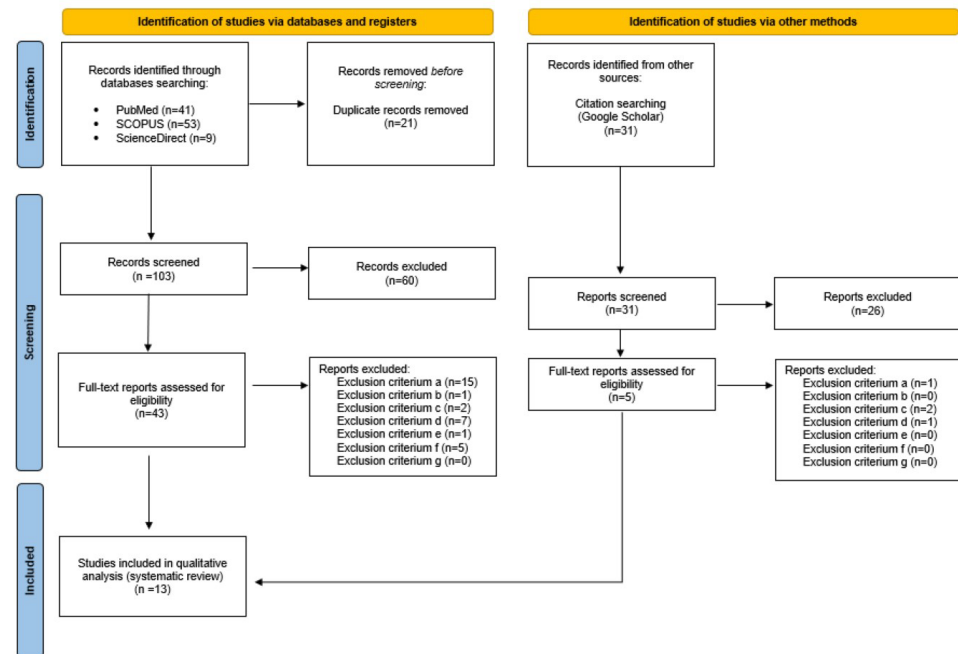 Identification of studies via databases and registers
Identification of studies via other methods
Identification
Records identified through
databases searching:
• PubMed (n=41)
• SCOPUS (n=53)
• ScienceDirect (n=9)
Records removed before
screening:
Duplicate records removed
(n=21)
Records identified from other
sources:
Citation searching
(Google Scholar)
(n=31)
Screening
Records screened
(n =103)
Records excluded
(n=60)
Reports screened
(n=31)
Reports excluded
(n=26)
Full-text reports assessed for
eligibility
(n=43)
Reports excluded:
Exclusion criterium a (n=15)
Exclusion criterium b (n=1)
Exclusion criterium c (n=2)
Exclusion criterium d (n=7)
Exclusion criterium e (n=1)
Exclusion criterium f (n=5)
Exclusion criterium g (n=0)
Full-text reports assessed for
eligibility
(n=5)
Reports excluded:
Exclusion criterium a (n=1)
Exclusion criterium b (n=0)
Exclusion criterium c (n=2)
Exclusion criterium d (n=1)
Exclusion criterium e (n=0)
Exclusion criterium f (n=0)
Exclusion criterium g (n=0)
Included
Studies included in qualitative
analysis (systematic review)
(n =13)